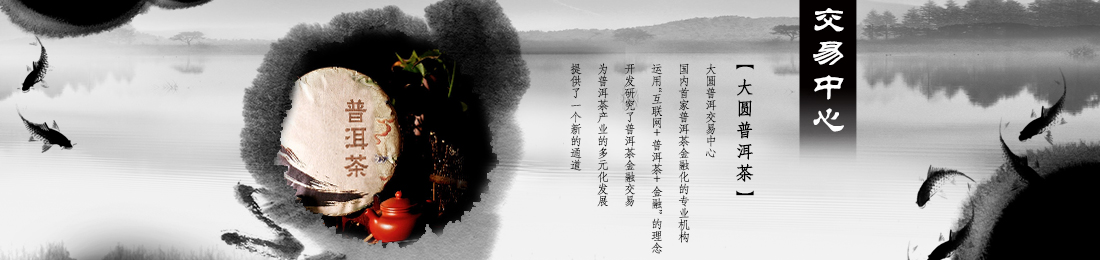 交易中心
【大圆普洱茶】
大圆普洱交易中心
国内首家普洱茶金融化的专业机构
运用“互联网+普洱茶+金融”的理念
开发研究了普洱茶金融交易
为普洱茶产业的多元化发展
提供了一个新的通道
普洱茶